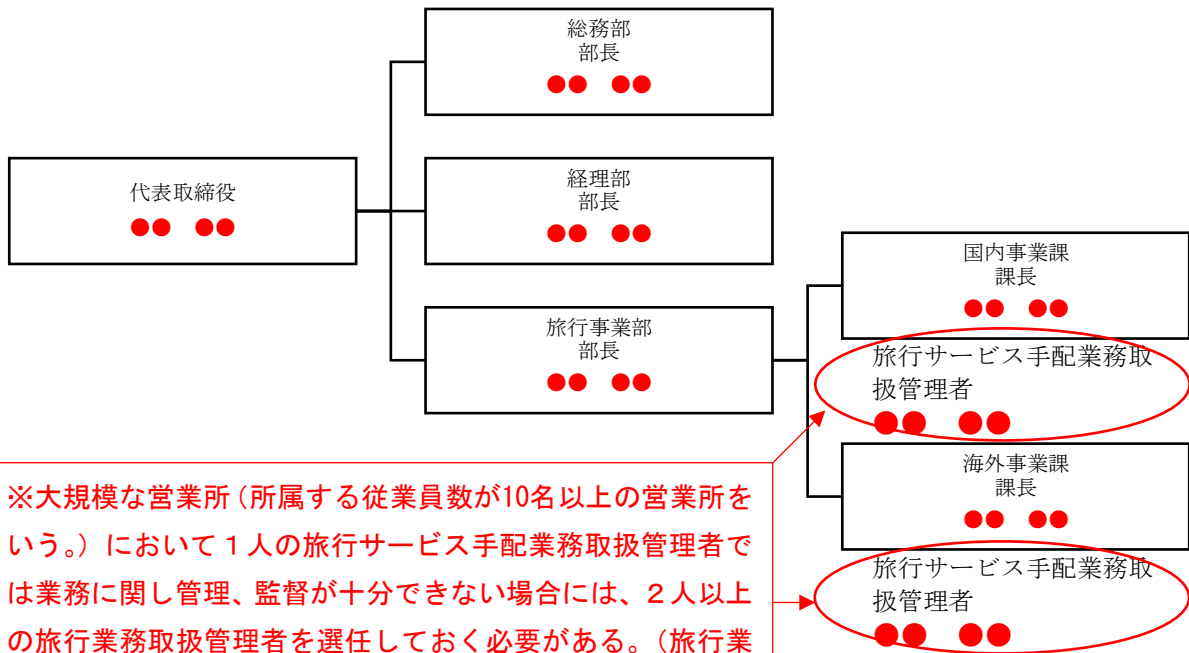 総務部
部長
●● ●●
代表取締役
●● ●●
経理部
部長
●● ●●
旅行事業部
部長
●● ●●
国内事業課
課長
●● ●●
旅行サービス手配業務取
扱管理者
●● ●●
海外事業課
課長
●● ●●
旅行サービス手配業務取
扱管理者
●● ●●
※大規模な営業所(所属する従業員数が10名以上の営業所を
いう。)において1人の旅行サービス手配業務取扱管理者で
は業務に関し管理、監督が十分できない場合には、2人以上
の旅行業務取扱管理者を選任しておく必要がある。(旅行業